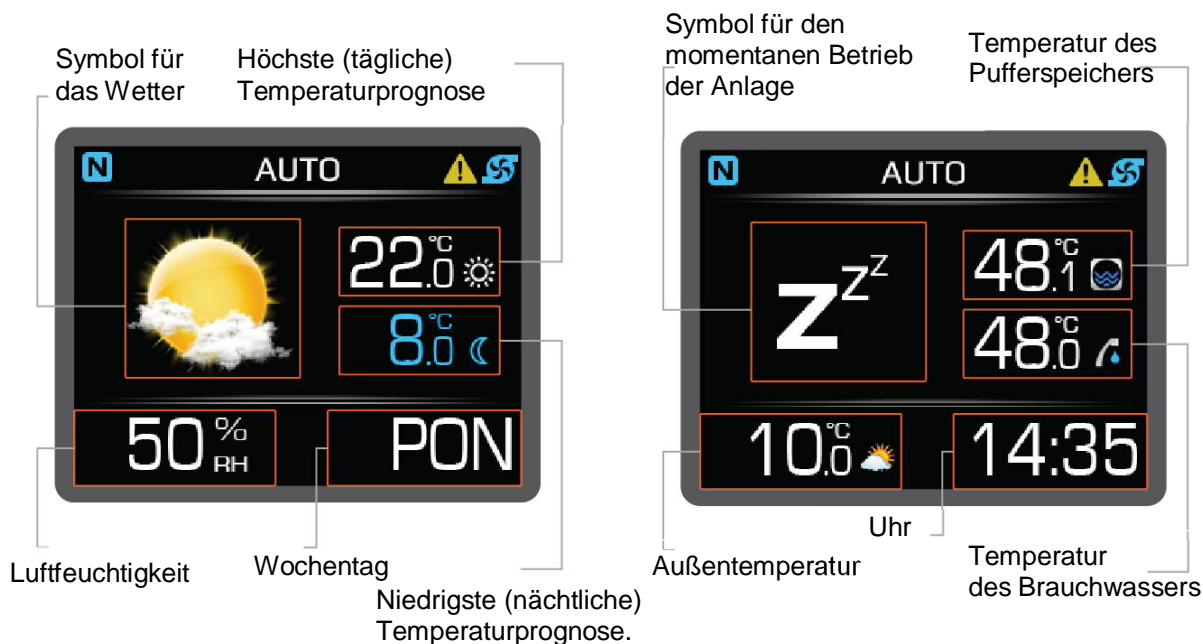 Symbol für
das Wetter
Höchste (tägliche)
Temperaturprognose
N
AUTO
22.0 °C
8.0 °C
50 % RH
PON
Luftfeuchtigkeit
Wochentag
Niedrigste (nächtliche)
Temperaturprognose.
Symbol für den
momentanen Betrieb
der Anlage
Temperatur des
Pufferspeichers
N
AUTO
zzz
48.1 °C
48.0 °C
10.0 °C
14:35
Uhr
Außentemperatur
Temperatur
des Brauchwassers